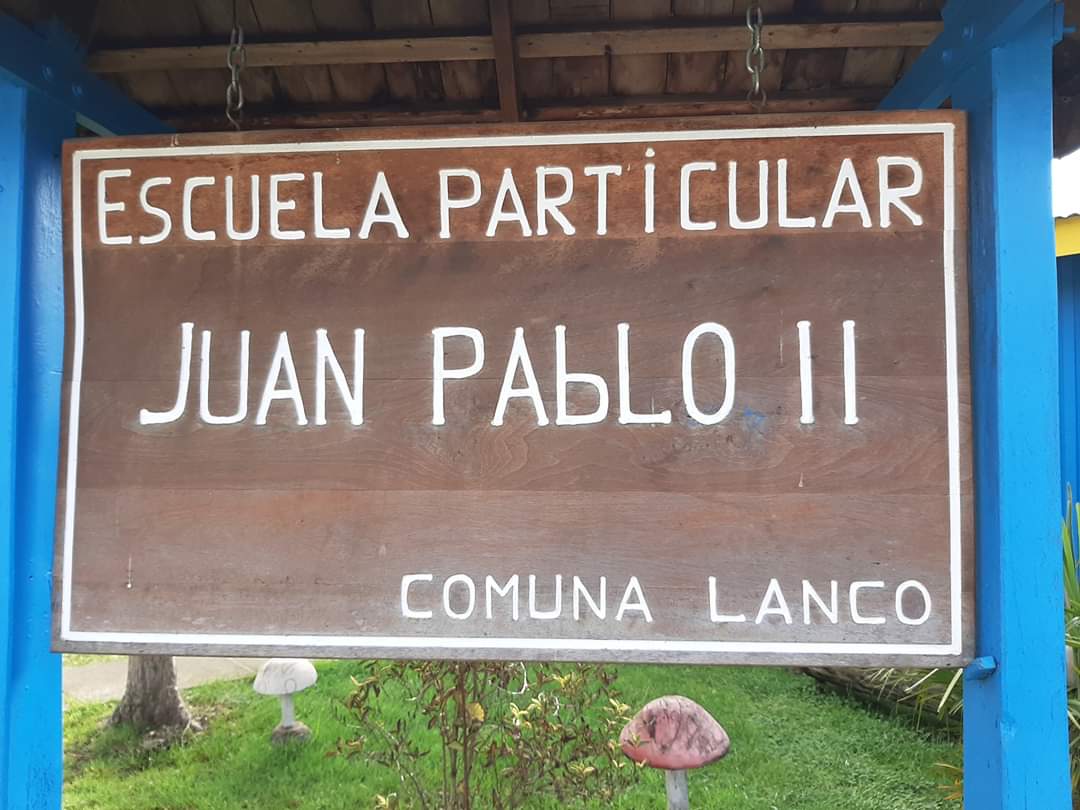 ESCUELA PARTiCULAR
JUAN PAbLO II
COMUNA LANCO